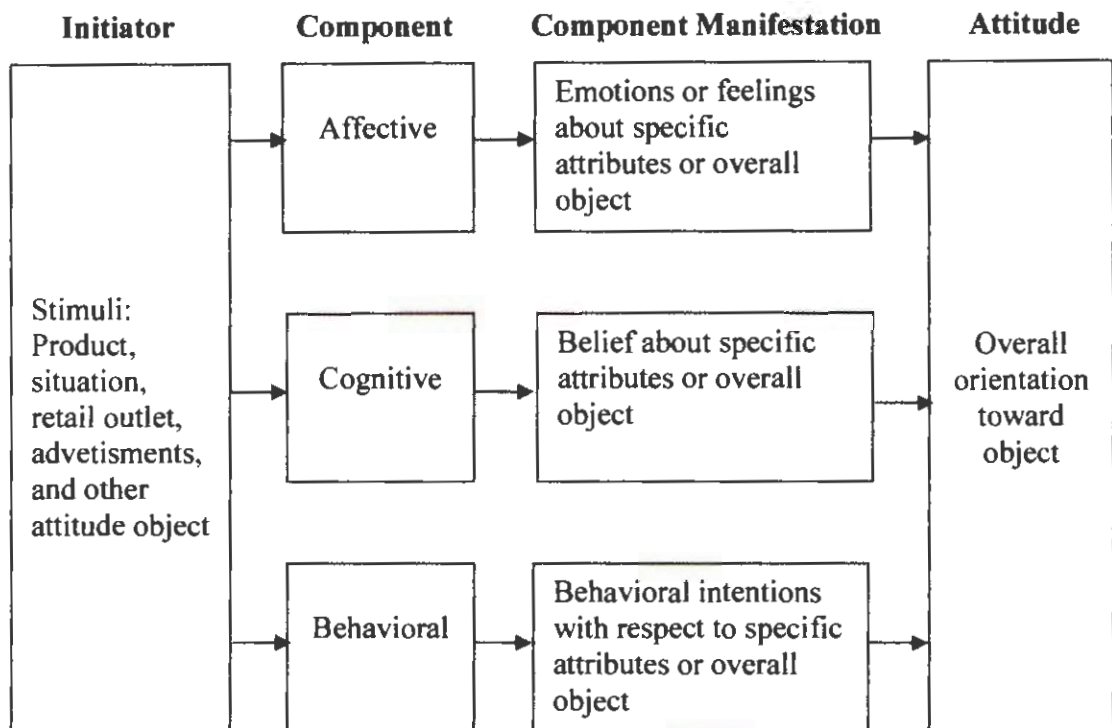 Initiator
Component
Component Manifestation
Attitude
Stimuli:
Product,
situation,
retail outlet,
advetisments,
and other
attitude object
Affective
Emotions or feelings
about specific
attributes or overall
object
Cognitive
Belief about specific
attributes or overall
object
Behavioral
Behavioral intentions
with respect to specific
attributes or overall
object
Overall
orientation
toward
object